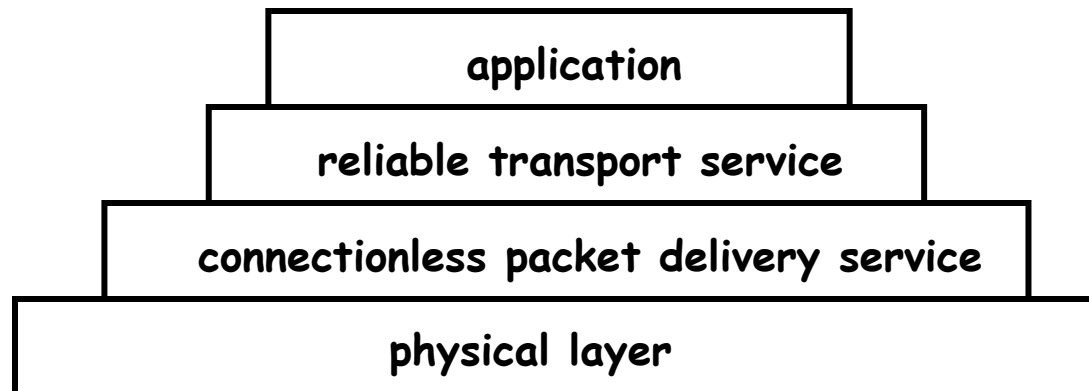 application
reliable transport service
connectionless packet delivery service
physical layer